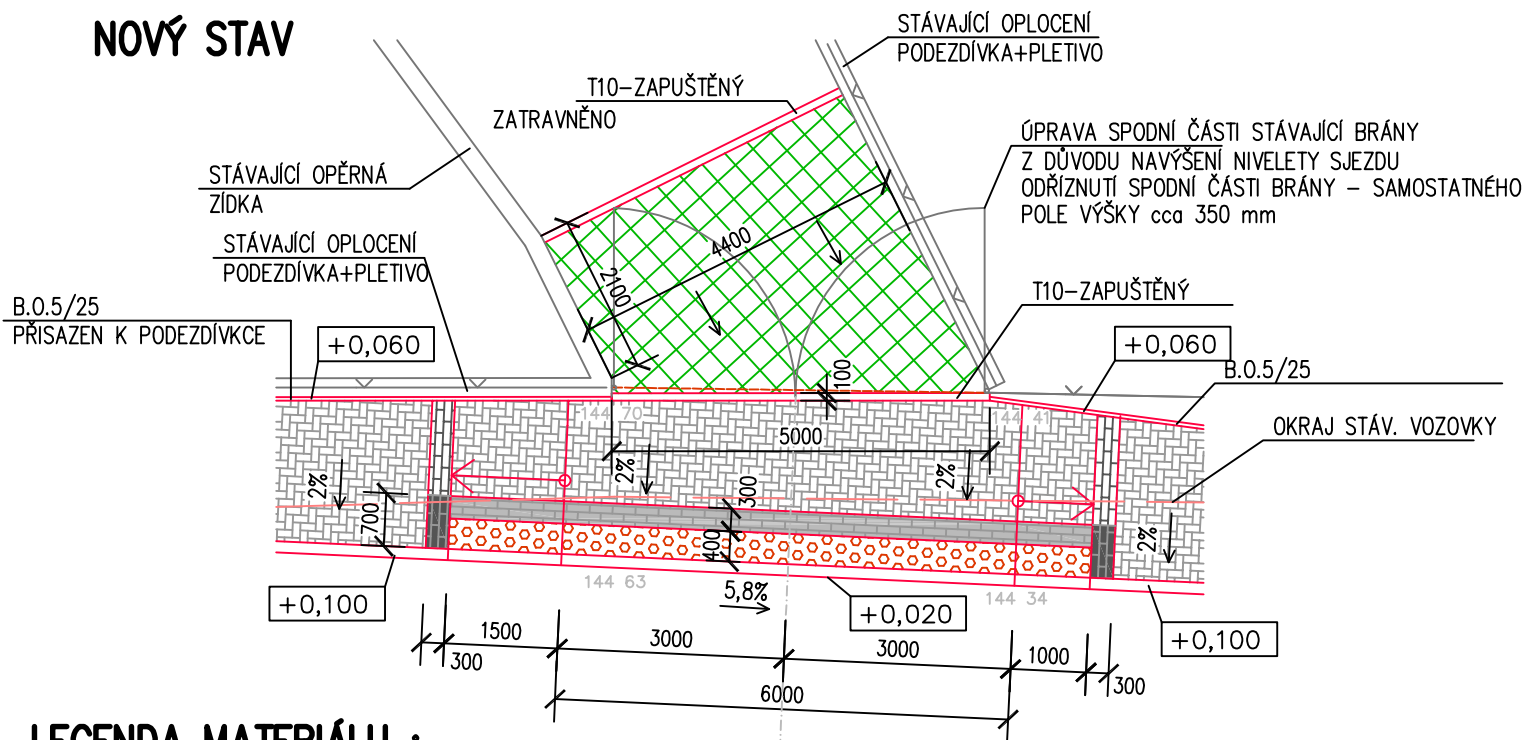 NOVÝ STAV
STÁVAJÍCÍ OPLOCENÍ
PODEZDÍVKA+PLETIVO
T10-ZAPUŠTĚNÝ
ZATRAVNĚNO
ÚPRAVA SPODNÍ ČÁSTI STÁVAJÍCÍ BRÁNY
Z DŮVODU NAVÝŠENÍ NIVELETY SJEZDU
ODŘÍZNUTÍ SPODNÍ ČÁSTI BRÁNY - SAMOSTATNÉHO
POLE VÝŠKY cca 350 mm
STÁVAJÍCÍ OPĚRNÁ
ZÍDKA
STÁVAJÍCÍ OPLOCENÍ
PODEZDÍVKA+PLETIVO
4400
2100
T10-ZAPUŠTĚNÝ
B.O.5/25
PŘISAZEN K PODEZDÍVKCE
+0,060
+0,060
B.O.5/25
100
144 70
144 41
5000
OKRAJ STÁV. VOZOVKY
2%
2%
2%
2%
300
700
400
144 63
5,8%
144 34
+0,100
+0,020
+0,100
1500
3000
3000
1000
300
300
6000
LEGENDA MATERIÁLU :